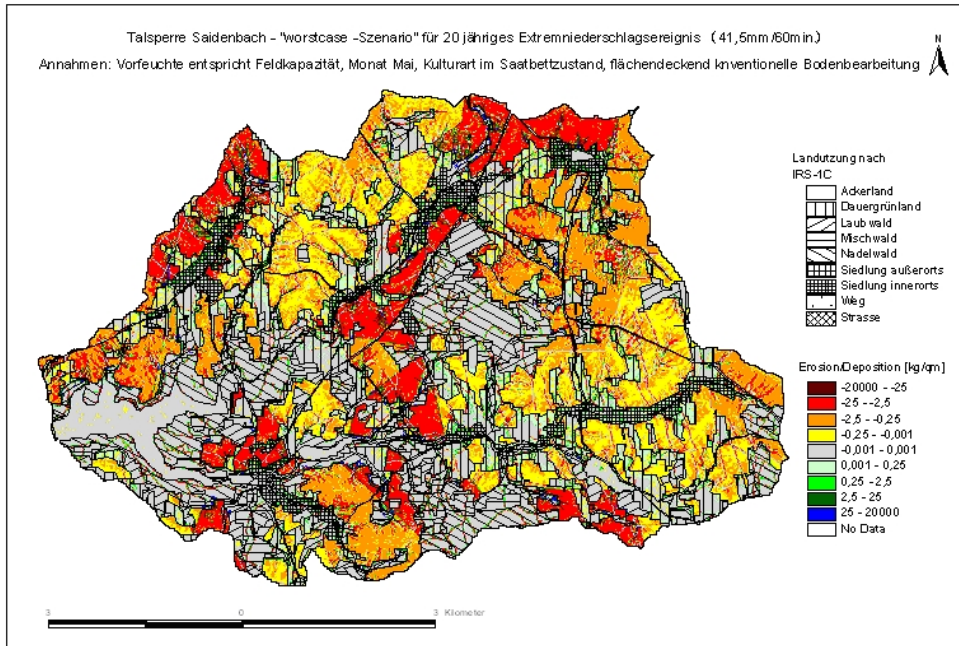 Talsperre Saidenbach - "worstcase -Szenario" für 20 jähriges Extremniederschlagsereignis (41,5mm/60min.)
Annahmen: Vorfeuchte entspricht Feldkapazität, Monat Mai, Kulturart im Saatbettzustand, flächendeckend knventionelle Bodenbearbeitung
N
Landutzung nach
IRS-1C
Ackerland
Dauergrünland
Laubwald
Mischwald
Nadelwald
Siedlung außerorts
Siedlung innerorts
Weg
Strasse
Erosion/Deposition [kg/qm]
-20000 - -25
-25 - -2,5
-2,5 - -0,25
-0,25 - -0,001
-0,001 - 0,001
0,001 - 0,25
0,25 - 2,5
2,5 - 25
25 - 20000
No Data
3 0 3 Kilometer